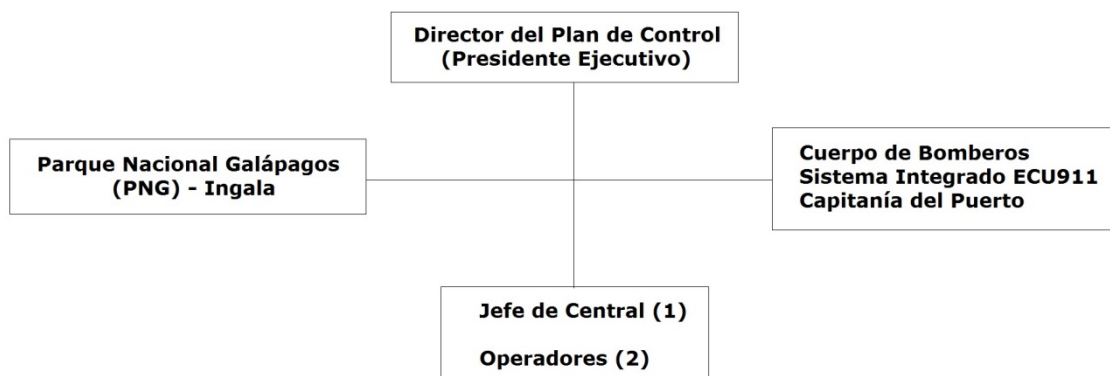 Director del Plan de Control
(Presidente Ejecutivo)
Parque Nacional Galápagos
(PNG) - Ingala
Cuerpo de Bomberos
Sistema Integrado ECU911
Capitanía del Puerto
Jefe de Central (1)
Operadores (2)